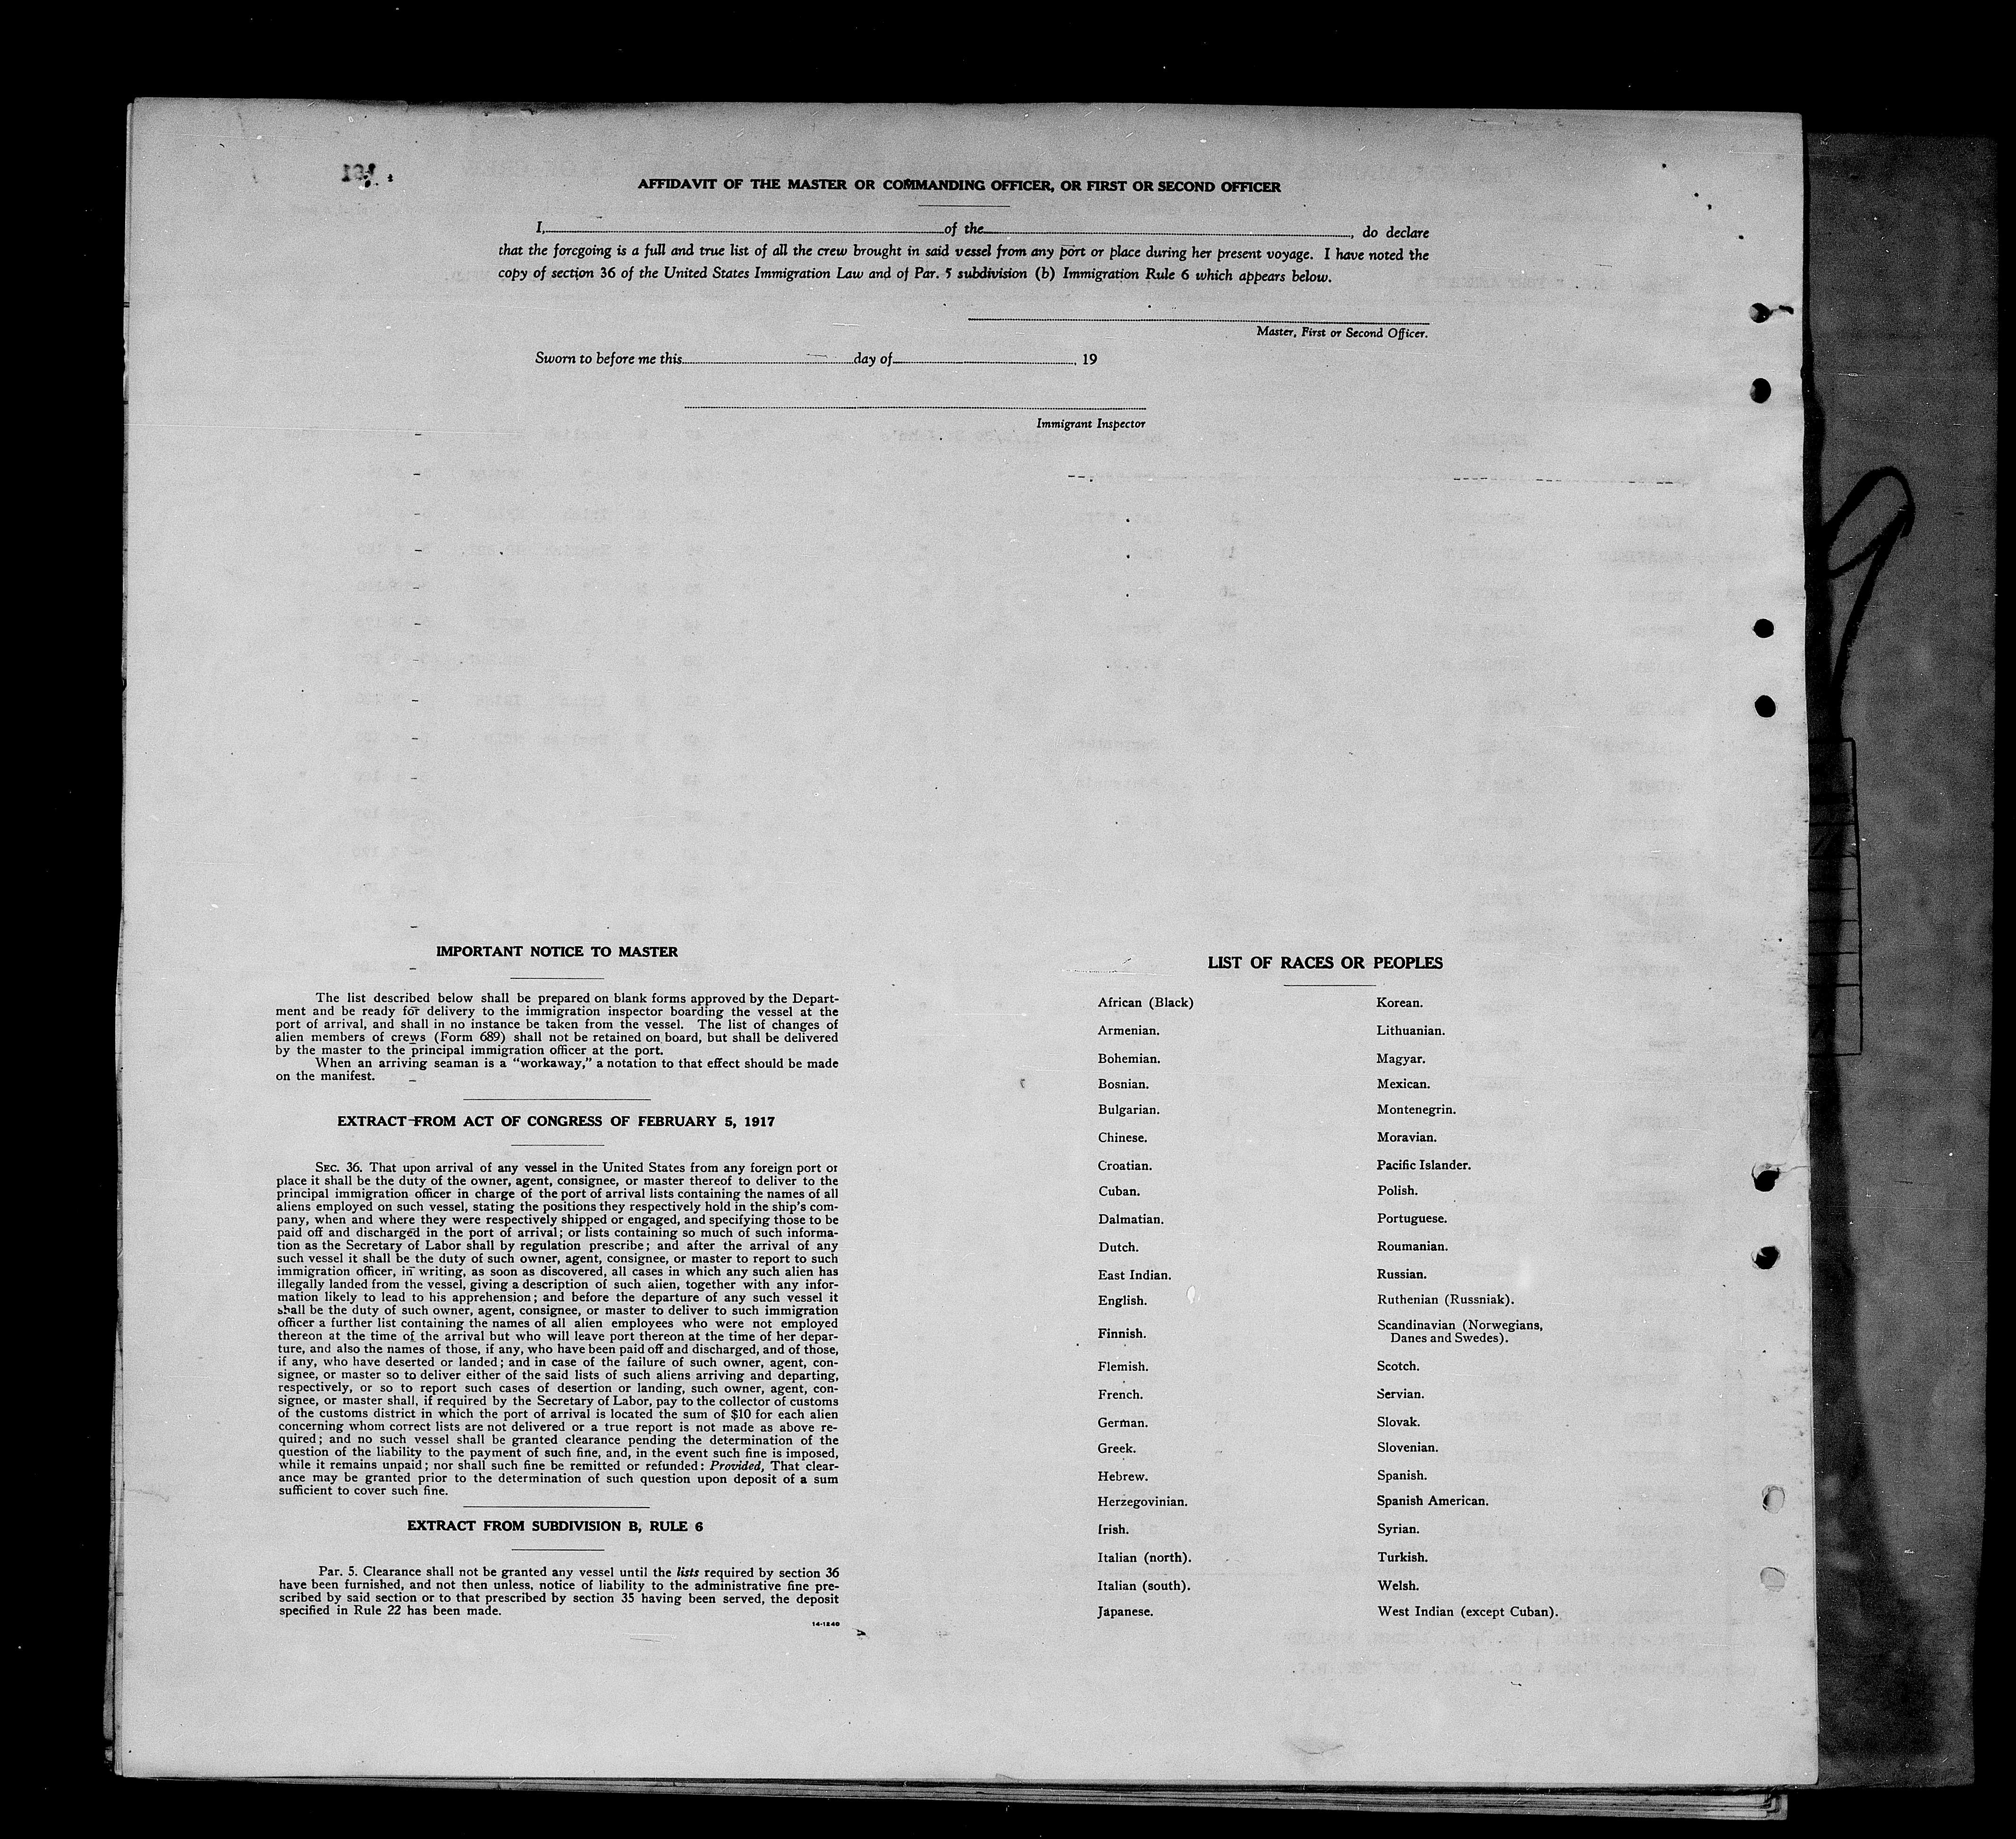 AFFIDAVIT OF THE MASTER OR COMMANDING OFFICER, OR FIRST OR SECOND OFFICER
I, of the , do declare
that the foregoing is a full and true list of all the crew brought in said vessel from any port or place during her present voyage. I have noted the
copy of section 36 of the United States Immigration Law and of Par. 5 subdivision (b) Immigration Rule 6 which appears below.
Master, First or Second Officer.
Sworn to before me this day of , 19
Immigrant Inspector
IMPORTANT NOTICE TO MASTER
The list described below shall be prepared on blank forms approved by the Depart-
ment and be ready for delivery to the immigration inspector boarding the vessel at the
port of arrival, and shall in no instance be taken from the vessel. The list of changes of
alien members of crews (Form 689) shall not be retained on board, but shall be delivered
by the master to the principal immigration officer at the port.
When an arriving seaman is a "workaway," a notation to that effect should be made
on the manifest.
EXTRACT FROM ACT OF CONGRESS OF FEBRUARY 5, 1917
SEC. 36. That upon arrival of any vessel in the United States from any foreign port or
place it shall be the duty of the owner, agent, consignee, or master thereof to deliver to the
principal immigration officer in charge of the port of arrival lists containing the names of all
aliens employed on such vessel, stating the positions they respectively hold in the ship's com-
pany, when and where they were respectively shipped or engaged, and specifying those to be
paid off and discharged in the port of arrival; or lists containing so much of such informa-
tion as the Secretary of Labor shall by regulation prescribe; and after the arrival of any
such vessel it shall be the duty of such owner, agent, consignee, or master to report to such
immigration officer, in writing, as soon as discovered, all cases in which any such alien has
illegally landed from the vessel, giving a description of such alien, together with any infor-
mation likely to lead to his apprehension; and before the departure of any such vessel it
shall be the duty of such owner, agent, consignee, or master to deliver to such immigration
officer a further list containing the names of all alien employees who were not employed
thereon at the time of the arrival but who will leave port thereon at the time of her depar-
ture, and also the names of those, if any, who have been paid off and discharged, and of those,
if any, who have deserted or landed; and in case of the failure of such owner, agent, con-
signee, or master so to deliver either of the said lists of such aliens arriving and departing,
respectively, or so to report such cases of desertion or landing, such owner, agent, con-
signee, or master shall, if required by the Secretary of Labor, pay to the collector of customs
of the customs district in which the port of arrival is located the sum of $10 for each alien
concerning whom correct lists are not delivered or a true report is not made as above re-
quired; and no such vessel shall be granted clearance pending the determination of the
question of the liability to the payment of such fine, and, in the event such fine is imposed,
while it remains unpaid; nor shall such fine be remitted or refunded: Provided, That clear-
ance may be granted prior to the determination of such question upon deposit of a sum
sufficient to cover such fine.
EXTRACT FROM SUBDIVISION B, RULE 6
Par. 5. Clearance shall not be granted any vessel until the lists required by section 36
have been furnished, and not then unless, notice of liability to the administrative fine pre-
scribed by said section or to that prescribed by section 35 having been served, the deposit
specified in Rule 22 has been made.
14-1240
LIST OF RACES OR PEOPLES
African (Black)
Armenian.
Bohemian.
Bosnian.
Bulgarian.
Chinese.
Croatian.
Cuban.
Dalmatian.
Dutch.
East Indian.
English.
Finnish.
Flemish.
French.
German.
Greek.
Hebrew.
Herzegovinian.
Irish.
Italian (north).
Italian (south).
Japanese.
Korean.
Lithuanian.
Magyar.
Mexican.
Montenegrin.
Moravian.
Pacific Islander.
Polish.
Portuguese.
Roumanian.
Russian.
Ruthenian (Russniak).
Scandinavian (Norwegians,
Danes and Swedes).
Scotch.
Servian.
Slovak.
Slovenian.
Spanish.
Spanish American.
Syrian.
Turkish.
Welsh.
West Indian (except Cuban).